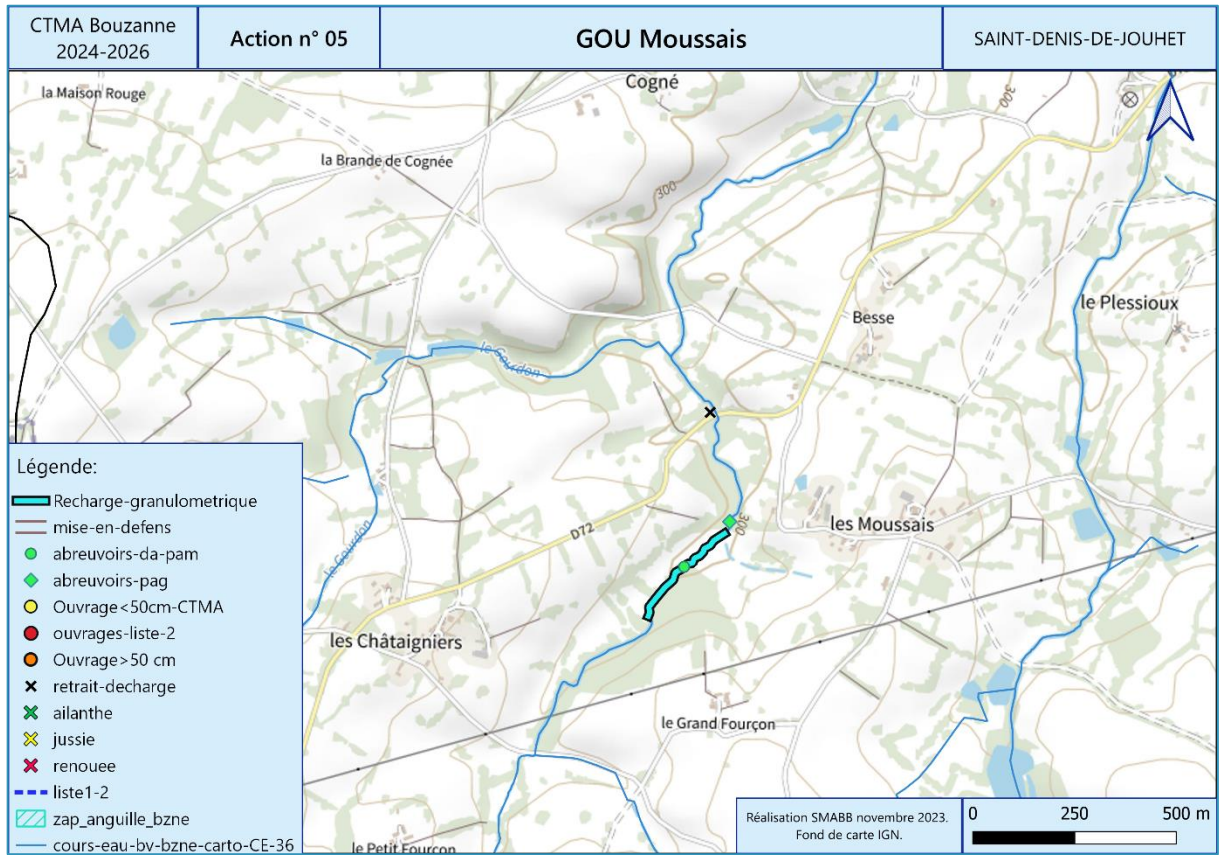 CTMA Bouzanne
2024-2026
Action n° 05
GOU Moussais
SAINT-DENIS-DE-JOUHET
la Maison Rouge
Cogné
300
la Brande de Cognée
300
le Plessioux
Besse
le Gourdon
D72
300
les Moussais
le Gourdon
les Châtaigniers
le Grand Fourçon
le Petit Fourçon
Légende:
Recharge-granulometrique
mise-en-defens
abreuvoirs-da-pam
abreuvoirs-pag
Ouvrage<50cm-CTMA
ouvrages-liste-2
Ouvrage>50 cm
retrait-decharge
ailanthe
jussie
renouee
liste1-2
zap_anguille_bzne
cours-eau-bv-bzne-carto-CE-36
Réalisation SMABB novembre 2023.
Fond de carte IGN.
0 250 500 m